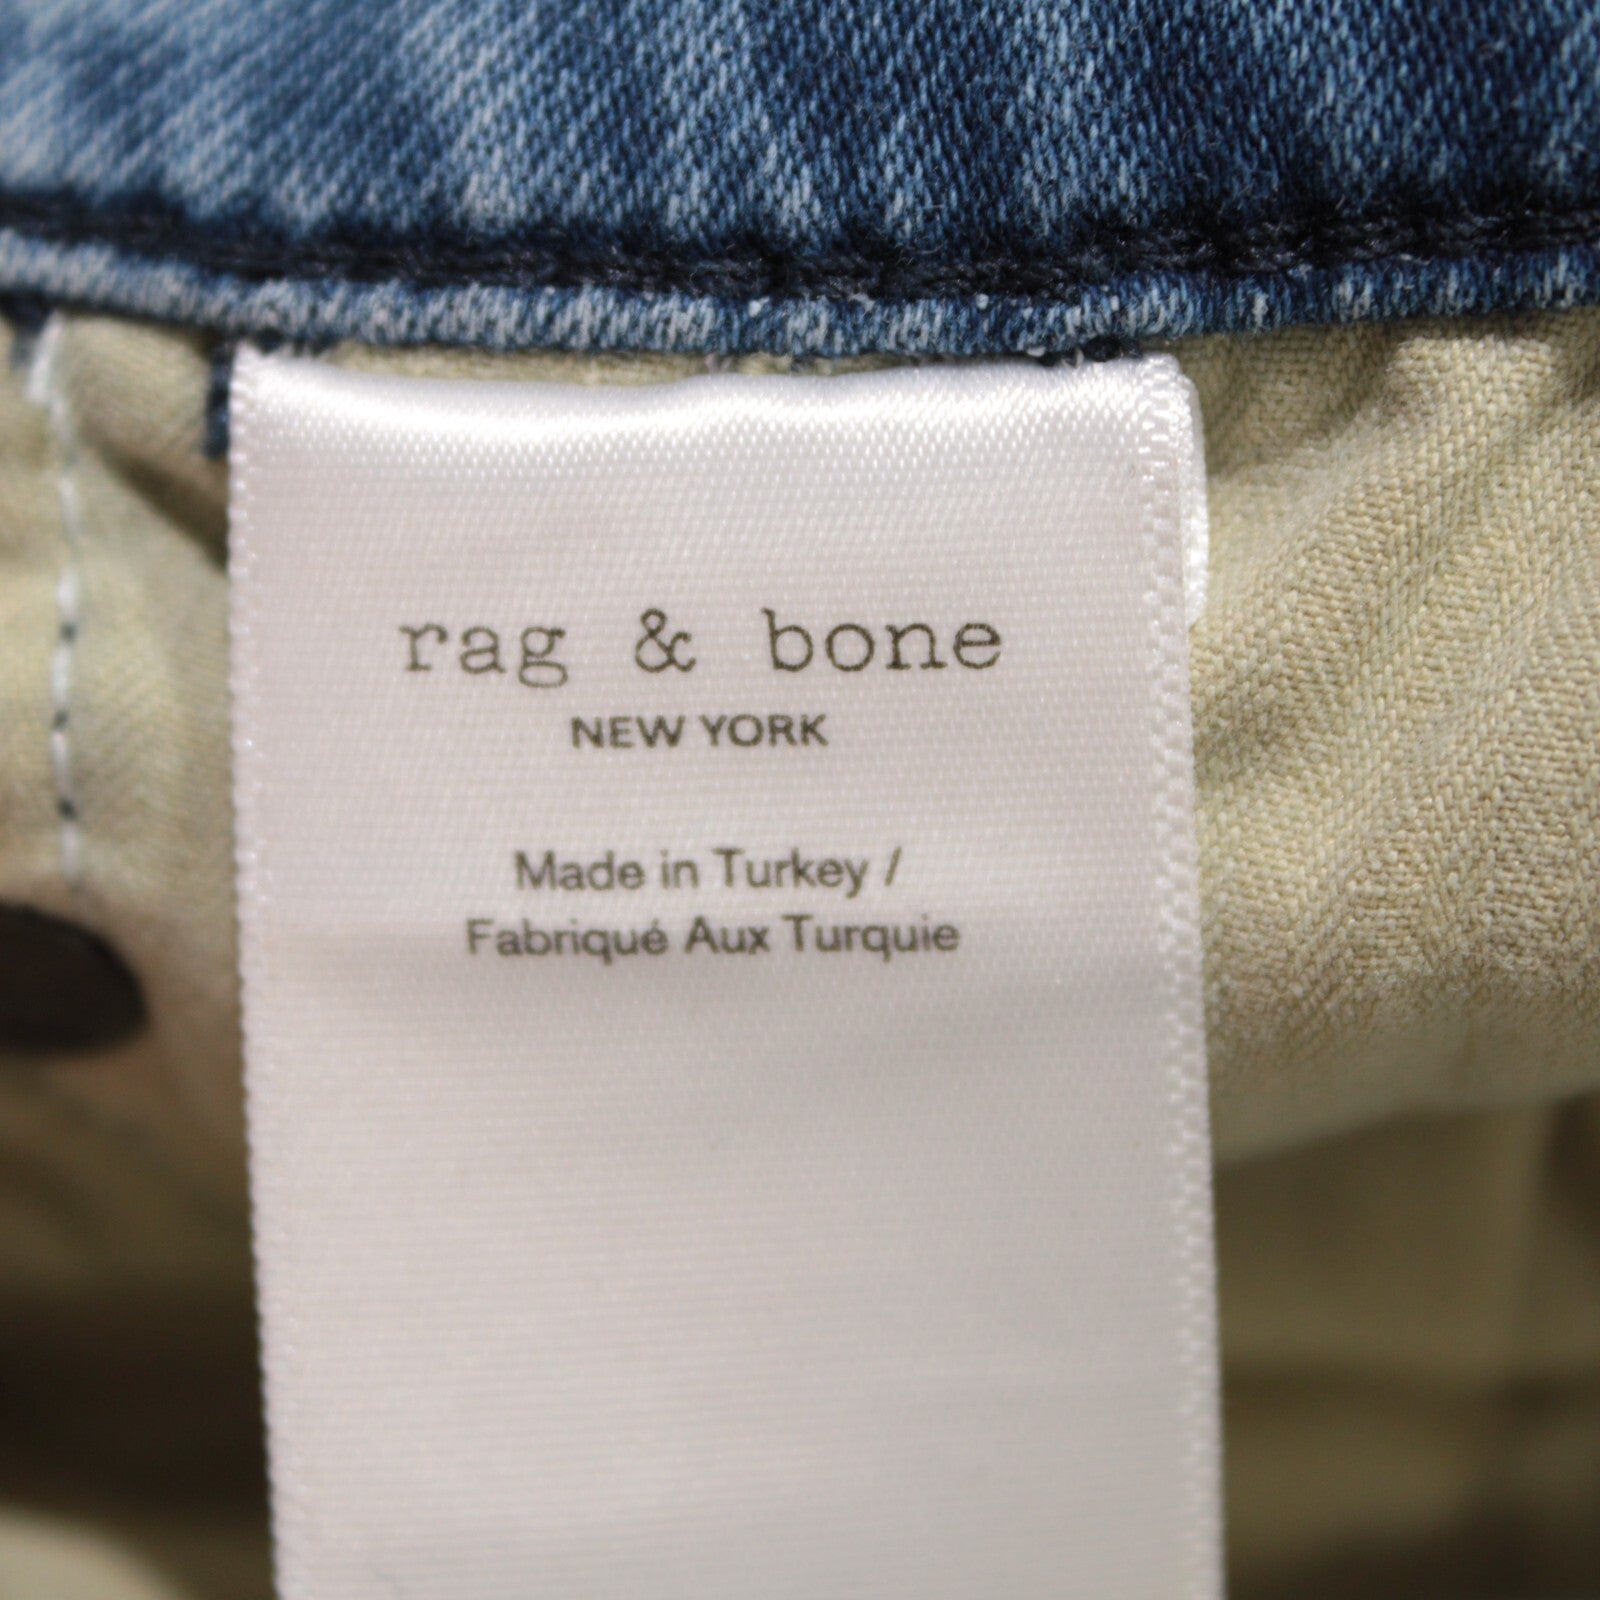 rag & bone
NEW YORK
Made in Turkey /
Fabriqué Aux Turquie